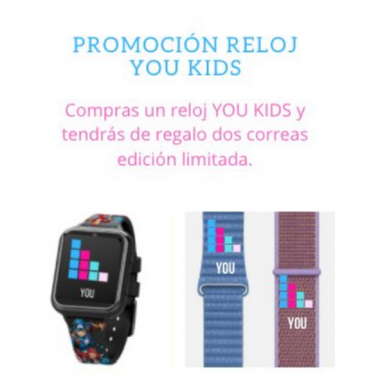 PROMOCIÓN RELOJ
YOU KIDS
Compras un reloj YOU KIDS y
tendrás de regalo dos correas
edición limitada.
YOU
YOU
YOU